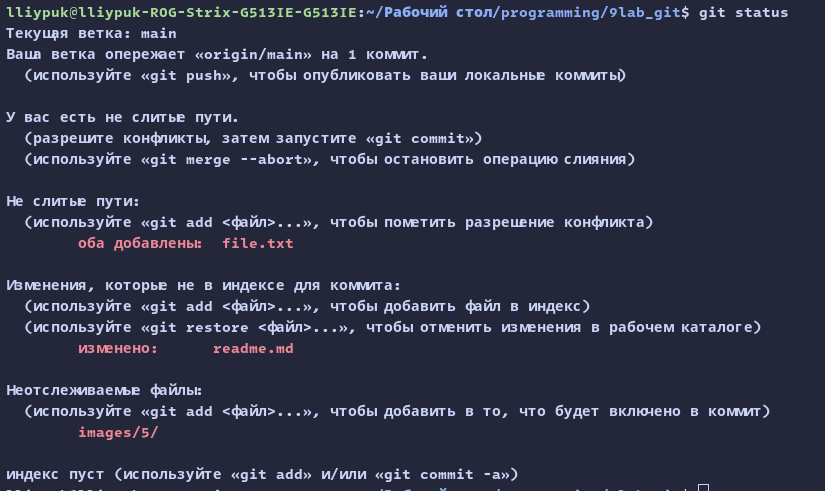 lliypuk@lliypuk-ROG-Strix-G513IE-G513IE:~/Рабочий стол/programming/9lab_git$ git status
Текущая ветка: main
Ваша ветка опережает «origin/main» на 1 коммит.
(используйте «git push», чтобы опубликовать ваши локальные коммиты)
У вас есть не слитые пути.
(разрешите конфликты, затем запустите «git commit»)
(используйте «git merge --abort», чтобы остановить операцию слияния)
Не слитые пути:
(используйте «git add <файл>...», чтобы пометить разрешение конфликта)
оба добавлены: file.txt
Изменения, которые не в индексе для коммита:
(используйте «git add <файл>...», чтобы добавить файл в индекс)
(используйте «git restore <файл>...», чтобы отменить изменения в рабочем каталоге)
изменено: readme.md
Неотслеживаемые файлы:
(используйте «git add <файл>...», чтобы добавить в то, что будет включено в коммит)
images/5/
индекс пуст (используйте «git add» и/или «git commit -a»)